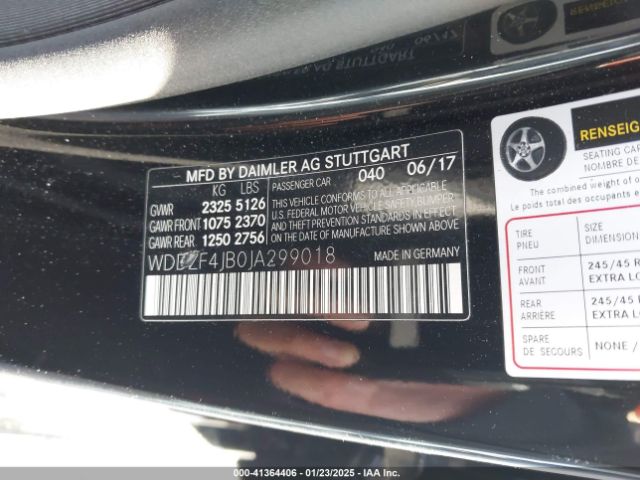 MFD BY DAIMLER AG STUTTGART
KG LBS PASSENGER CAR 040 06/17
GVWR 2325 5126
GAWR FRONT 1075 2370
GAWR REAR 1250 2756
THIS VEHICLE CONFORMS TO ALL APPLICABLE
U.S. FEDERAL MOTOR VEHICLE SAFETY, BUMPER,
AND THEFT PREVENTION STANDARDS IN EFFECT
ON THE DATE OF MANUFACTURE SHOWN ABOVE.
WDDZF4JB0JA299018 MADE IN GERMANY
RENSEIG
SEATING CAP
NOMBRE DE
The combined weight of o
Le poids total des occupants
TIRE
PNEU
SIZE
DIMENSION
FRONT
AVANT
245/45 R
EXTRA LO
REAR
ARRIÈRE
245/45 R
EXTRA LO
SPARE
DE SECOURS
NONE /
000-41364406 - 01/23/2025 - IAA, Inc.